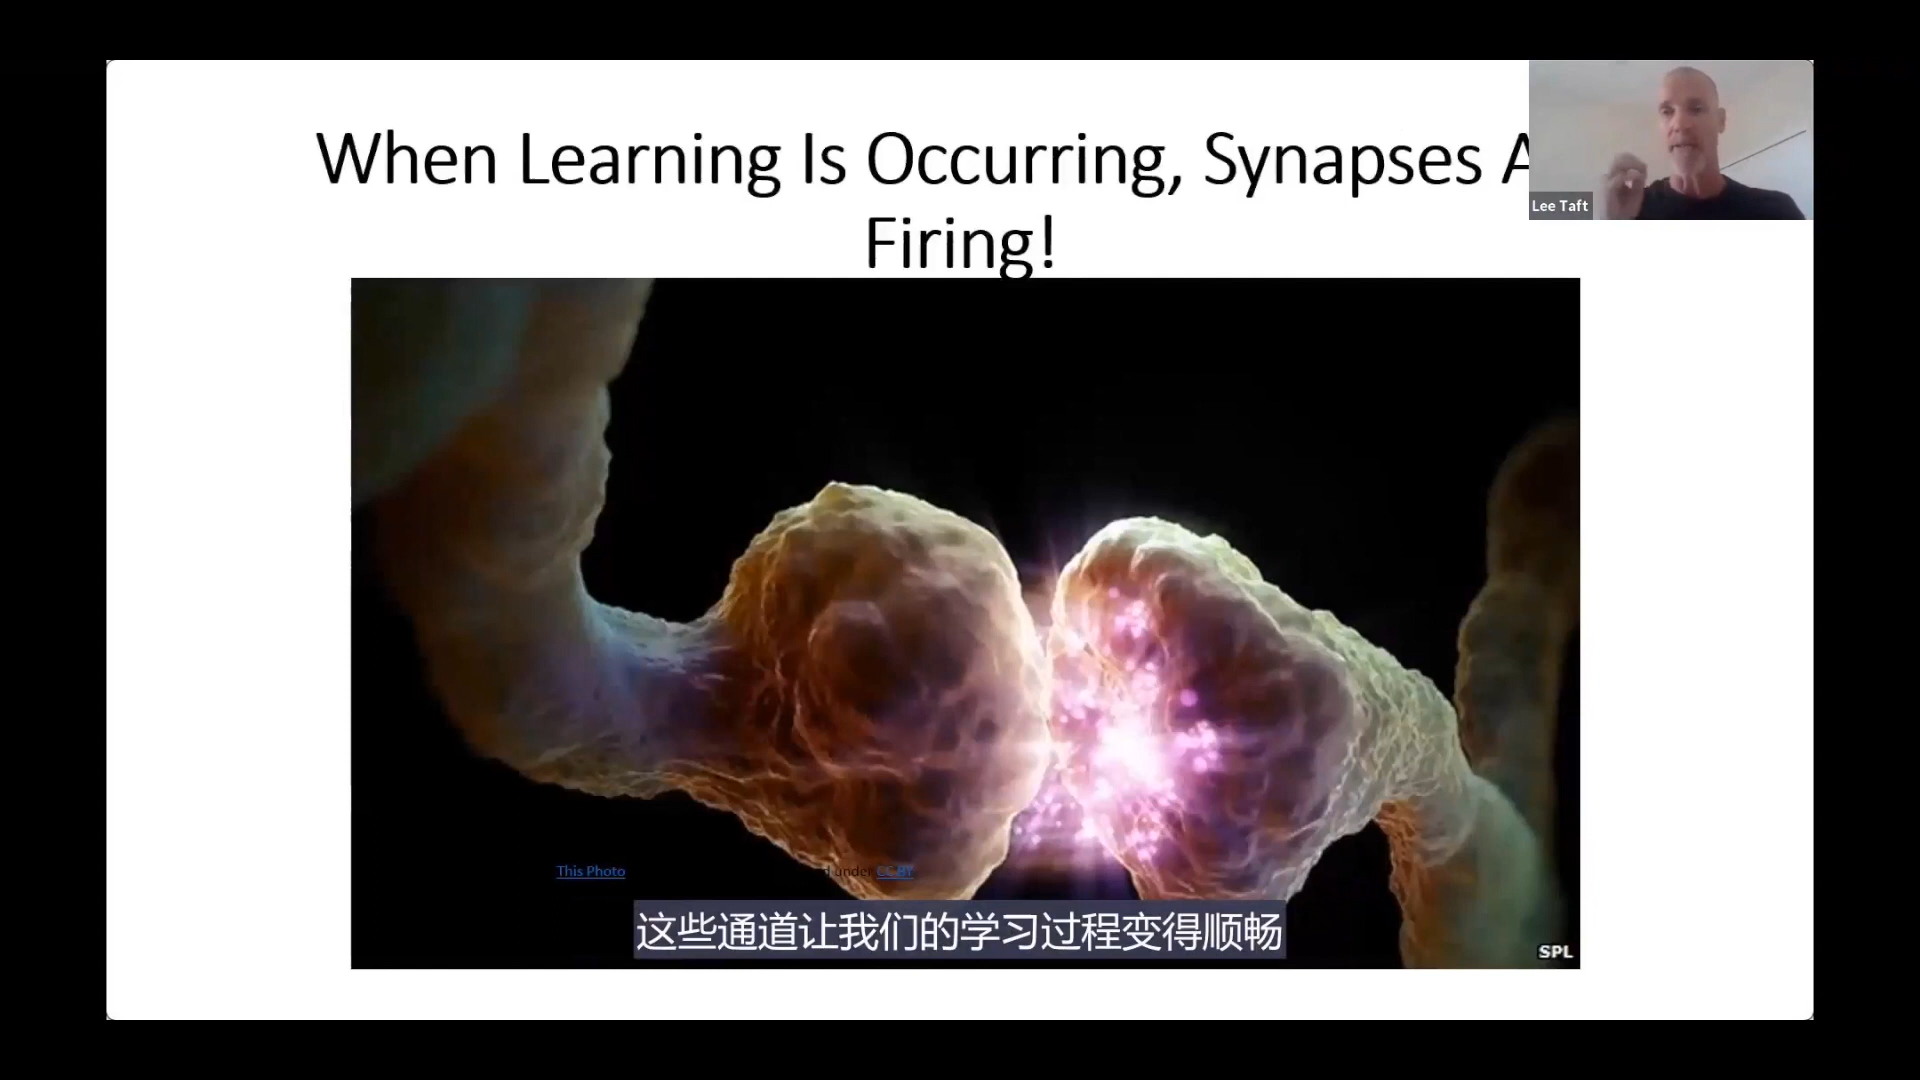 When Learning Is Occurring, Synapses A
Firing!
Lee Taft
This Photo
under CC BY
这些通道让我们的学习过程变得顺畅
SPL